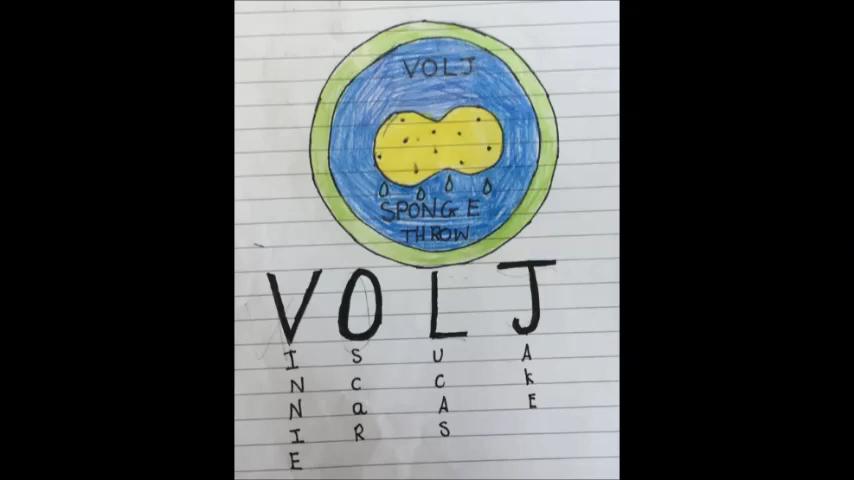 VOLJ
SPONGE
THROW
VOLJ
INNIE
SCaR
UCAS
AkE